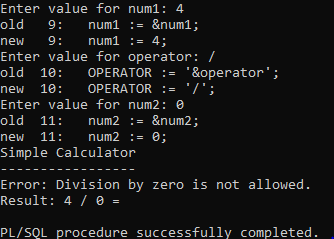 Enter value for num1: 4
old   9:   num1 := &num1;
new   9:   num1 := 4;
Enter value for operator: /
old  10:   OPERATOR := '&operator';
new  10:   OPERATOR := '/';
Enter value for num2: 0
old  11:   num2 := &num2;
new  11:   num2 := 0;
Simple Calculator
-----------------
Error: Division by zero is not allowed.
Result: 4 / 0 =
PL/SQL procedure successfully completed.